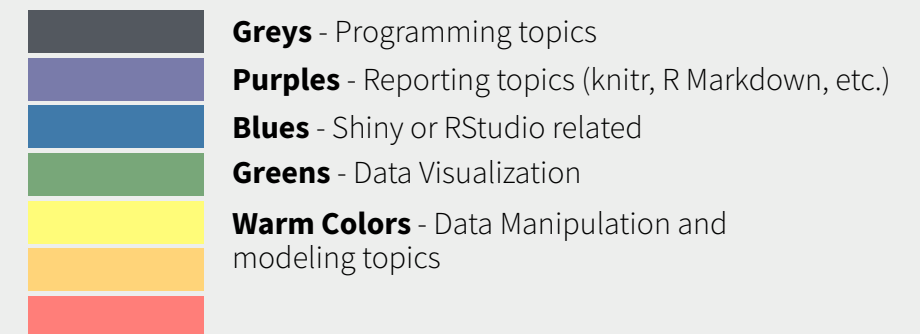 Greys - Programming topics
Purples - Reporting topics (knitr, R Markdown, etc.)
Blues - Shiny or RStudio related
Greens - Data Visualization
Warm Colors - Data Manipulation and
modeling topics